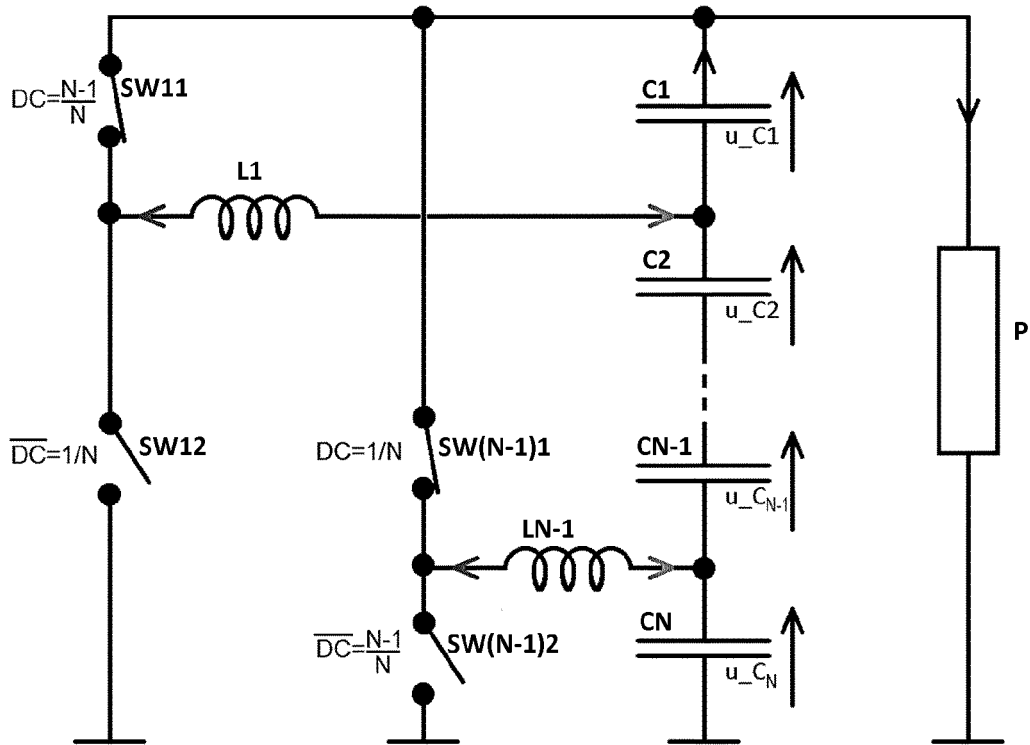 SW11
DC=N-1/N
C1
u_C1
L1
C2
u_C2
P
SW12
DC=1/N
DC=1/N
SW(N-1)1
CN-1
u_CN-1
LN-1
CN
u_CN
DC=N-1/N
SW(N-1)2